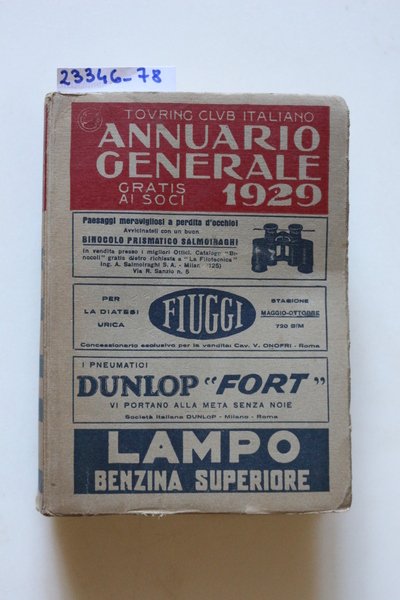 23346-78
TOVRING CLVB ITALIANO
ANNUARIO
GENERALE
GRATIS
AI SOCI
1929
Paesaggi meravigliosi a perdita d'occhio!
Avvicinateli con un buon
BINOCOLO PRISMATICO SALMOIRAGHI
In vendita presso i migliori Ottici. Catalogo "Bi-
nocoli" gratis dietro richiesta a "La Filotecnica"
Ing. A. Salmoiraghi S. A. - Milano (125)
Via R. Sanzio n. 5
PER
LA DIATESI
URICA
FIUGGI
STAGIONE
MAGGIO-OTTOBRE
720 S/M
Concessionario esclusivo per la vendita: Cav. V. ONOFRI - Roma
I PNEUMATICI
DUNLOP "FORT"
VI PORTANO ALLA META SENZA NOIE
Società Italiana DUNLOP - Milano - Roma
LAMPO
BENZINA SUPERIORE